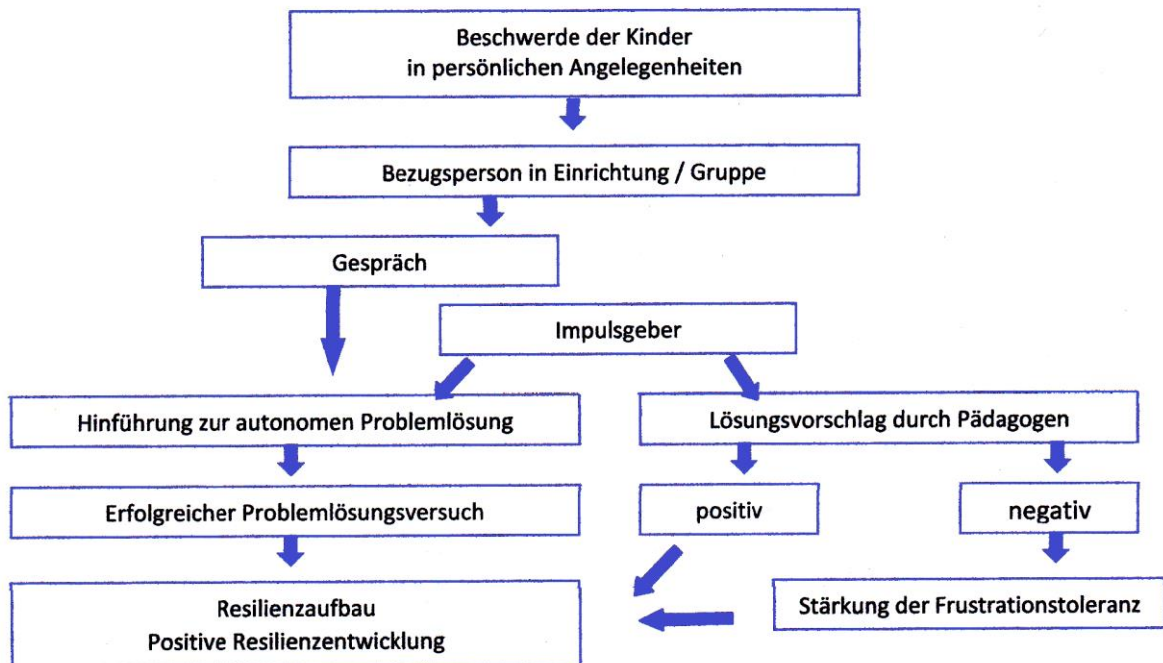 Beschwerde der Kinder
in persönlichen Angelegenheiten
Bezugsperson in Einrichtung / Gruppe
Gespräch
Impulsgeber
Hinführung zur autonomen Problemlösung
Lösungsvorschlag durch Pädagogen
Erfolgreicher Problemlösungsversuch
positiv
negativ
Resilienzaufbau
Positive Resilienzentwicklung
Stärkung der Frustrationstoleranz